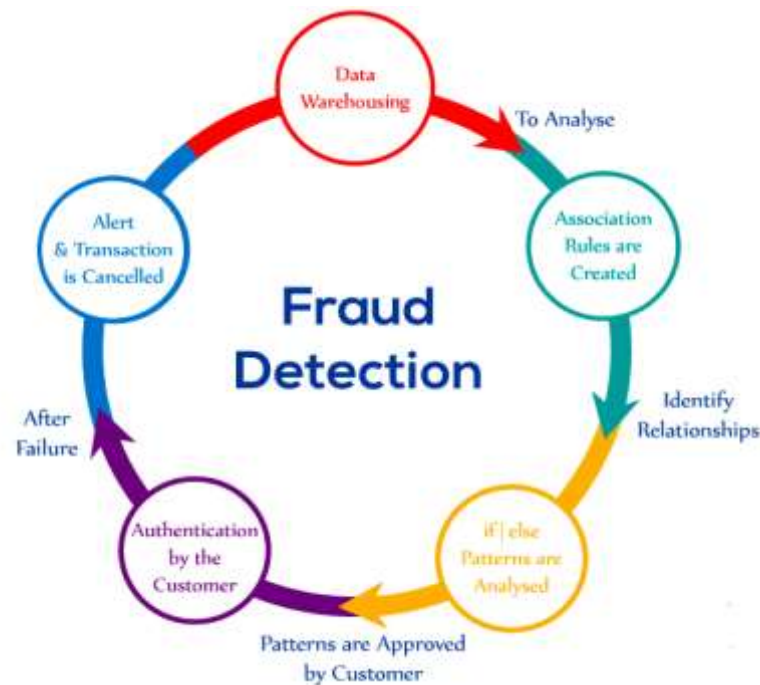 Data
Warehousing
To Analyse
Association
Rules are
Created
Identify
Relationships
if|else
Patterns are
Analysed
Patterns are Approved
by Customer
Authentication
by the
Customer
After
Failure
Alert
& Transaction
is Cancelled
Fraud
Detection